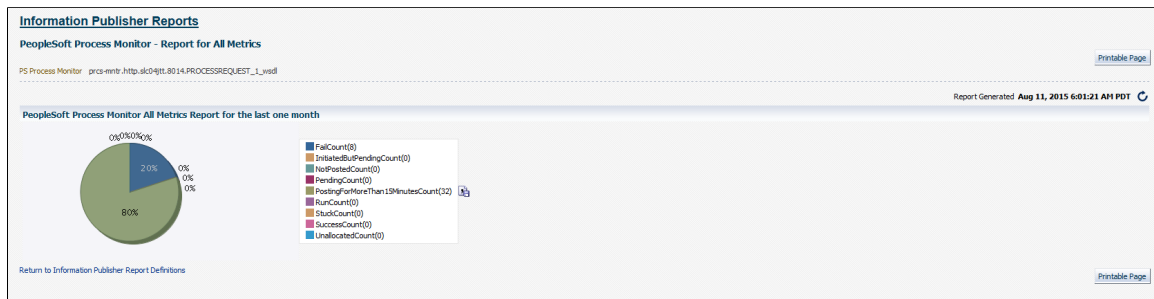 Information Publisher Reports
PeopleSoft Process Monitor - Report for All Metrics
Printable Page
PS Process Monitor prcs-mntr.http.slc04jtt.8014.PROCESSREQUEST_1_wsdl
Report Generated Aug 11, 2015 6:01:21 AM PDT
PeopleSoft Process Monitor All Metrics Report for the last one month
0%0%0%0%
20%
0%
0%
0%
80%
FailCount(8)
InitiatedButPendingCount(0)
NotPostedCount(0)
PendingCount(0)
PostingForMoreThan15MinutesCount(32)
RunCount(0)
StuckCount(0)
SuccessCount(0)
UnallocatedCount(0)
Return to Information Publisher Report Definitions
Printable Page